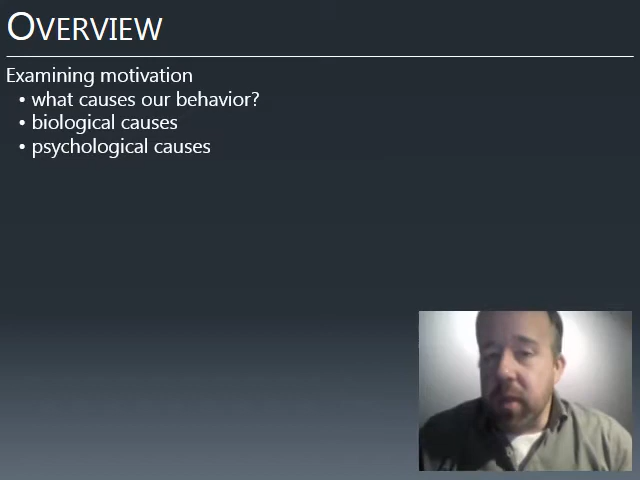 OVERVIEW
Examining motivation
• what causes our behavior?
• biological causes
• psychological causes